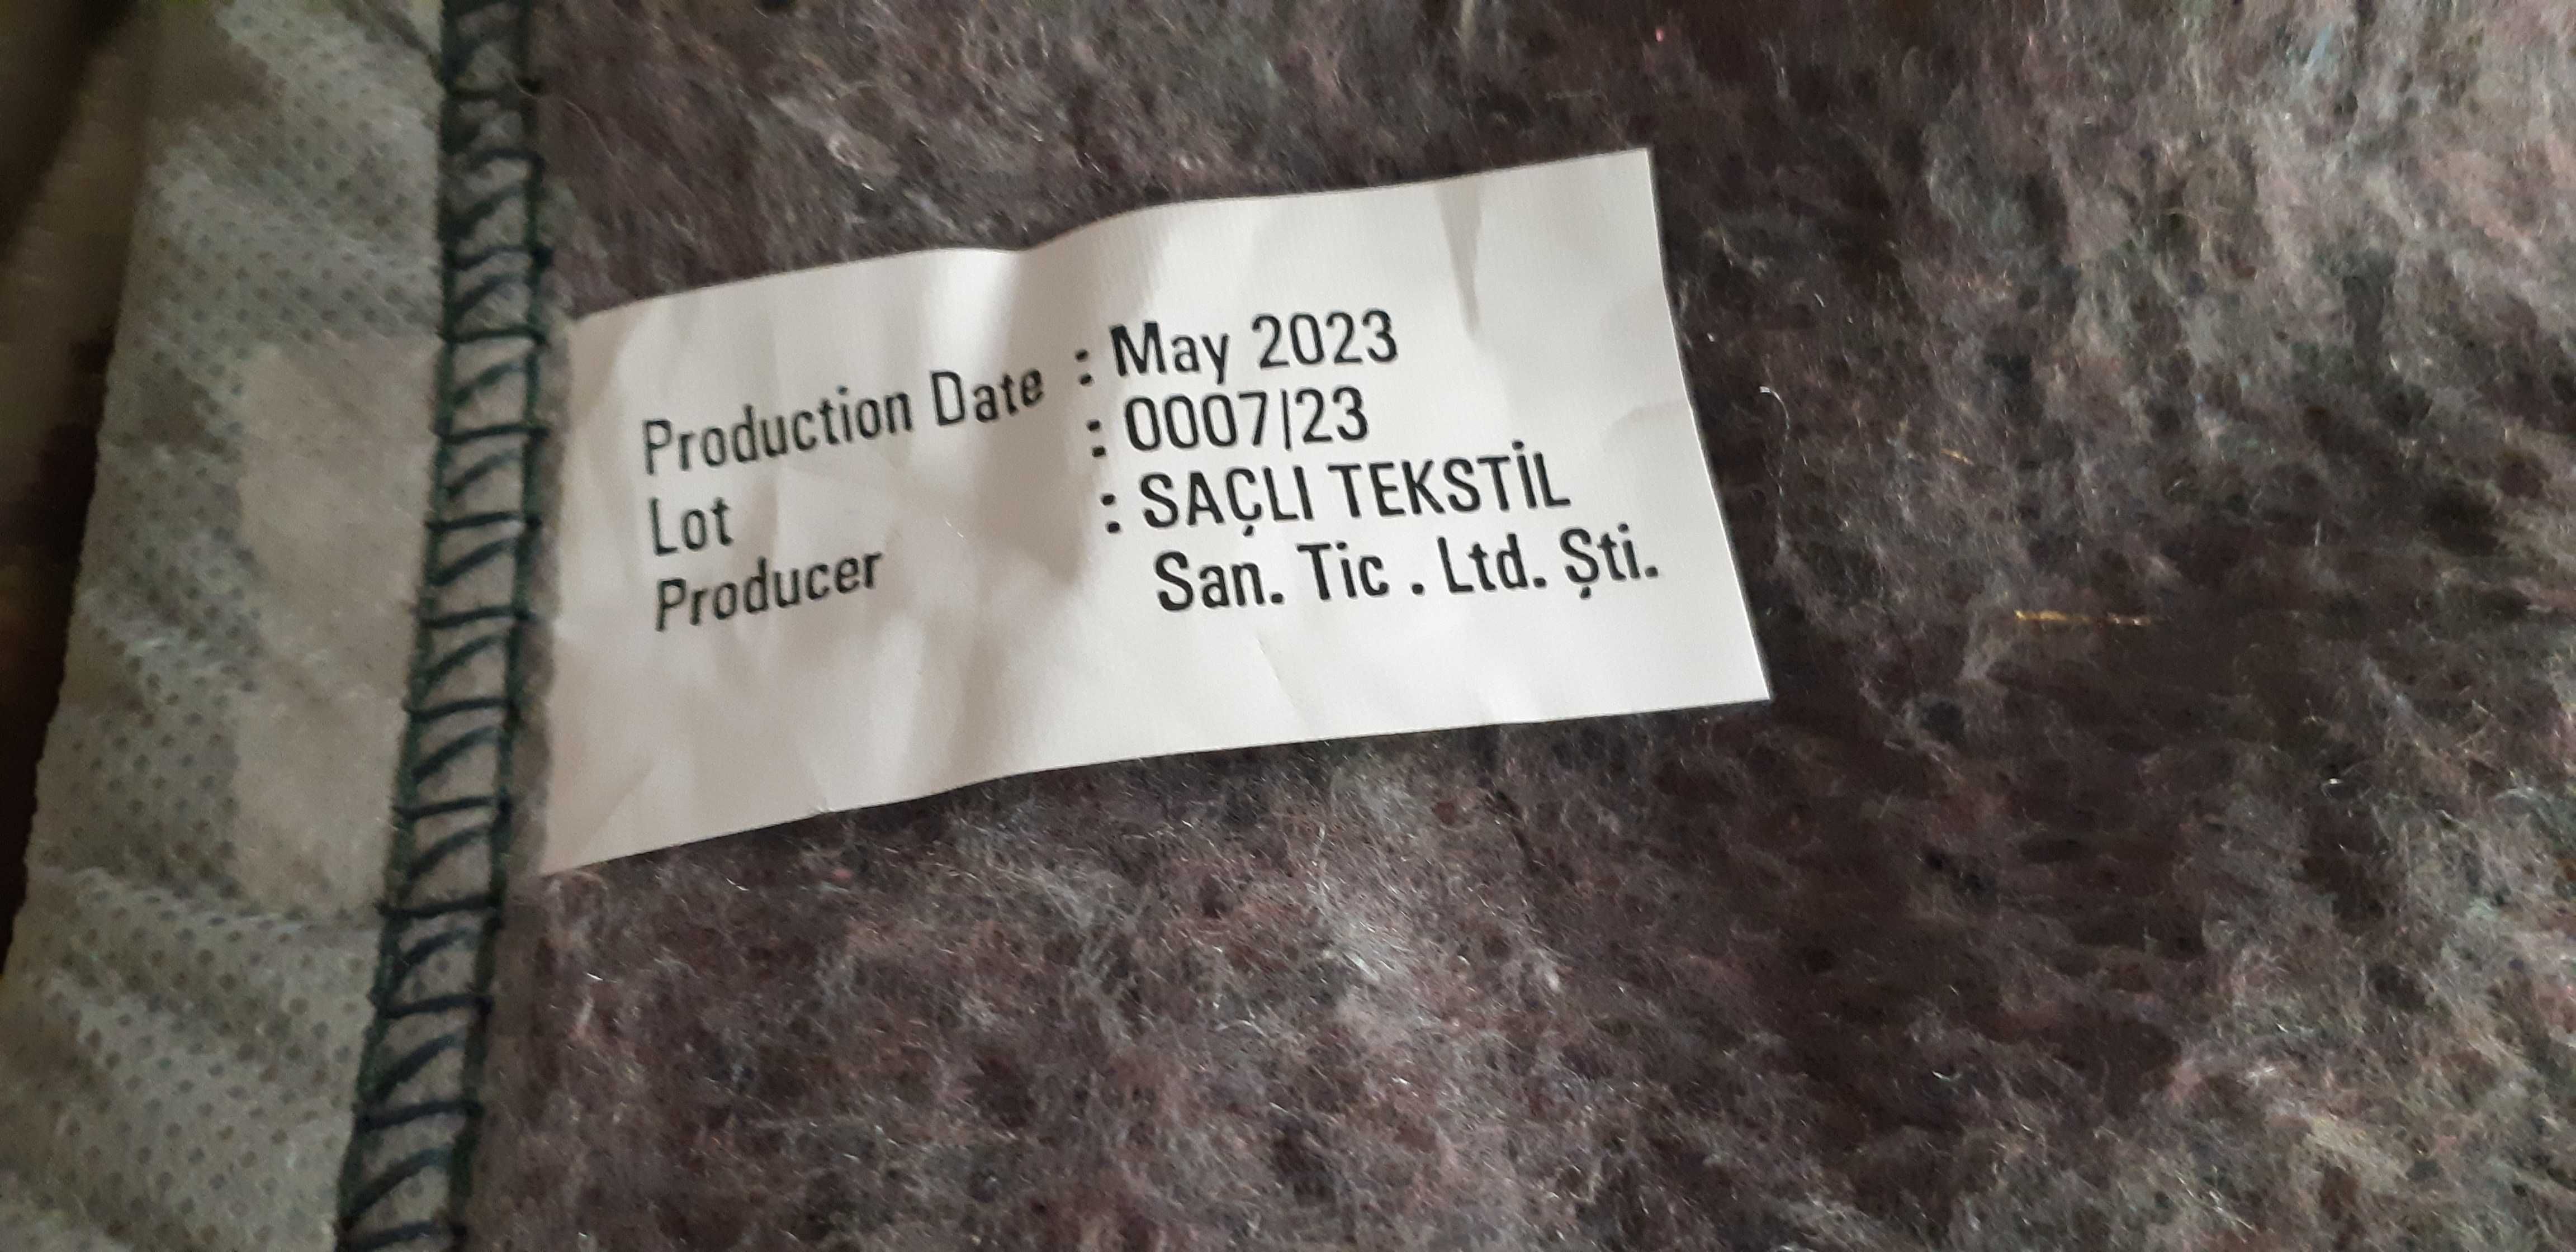 Production Date : May 2023
Lot : 0007/23
Producer : SAÇLI TEKSTİL
San. Tic . Ltd. Şti.